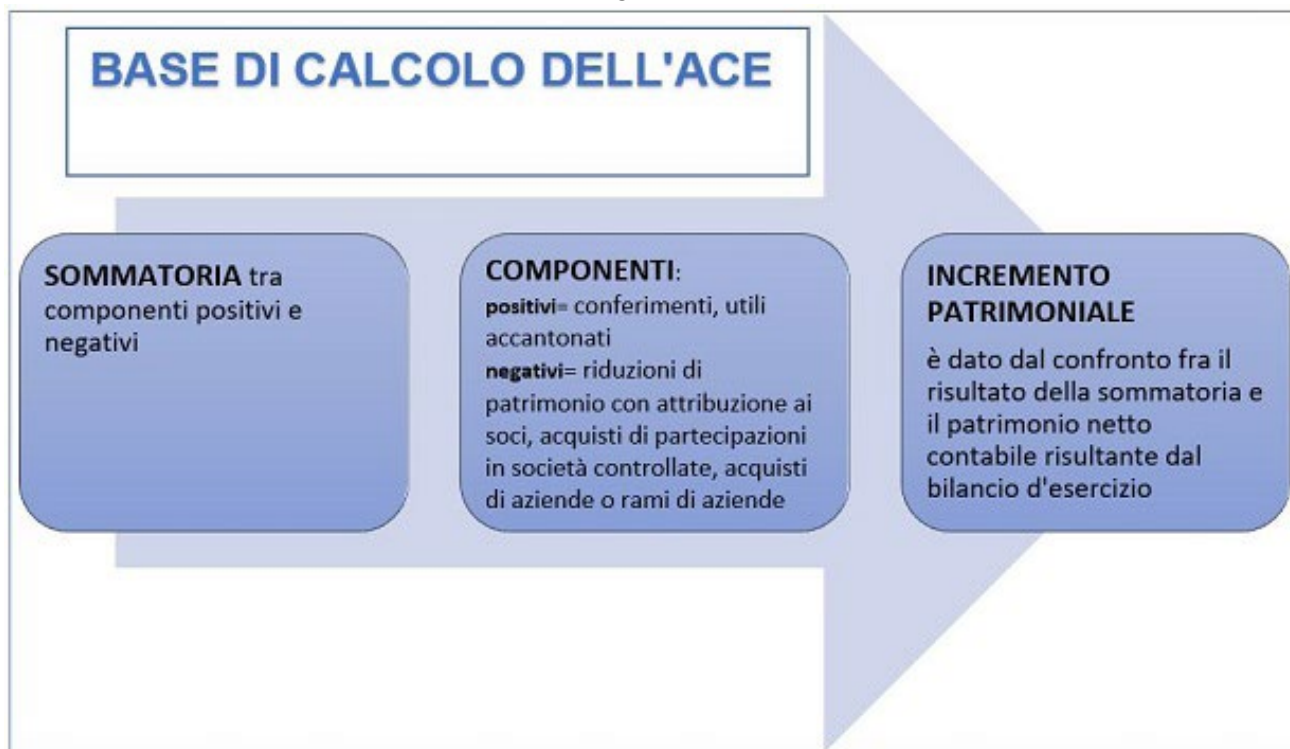 BASE DI CALCOLO DELL'ACE
SOMMATORIA tra
componenti positivi e
negativi
COMPONENTI:
positivi= conferimenti, utili
accantonati
negativi= riduzioni di
patrimonio con attribuzione ai
soci, acquisti di partecipazioni
in società controllate, acquisti
di aziende o rami di aziende
INCREMENTO
PATRIMONIALE
è dato dal confronto fra il
risultato della sommatoria e
il patrimonio netto
contabile risultante dal
bilancio d'esercizio